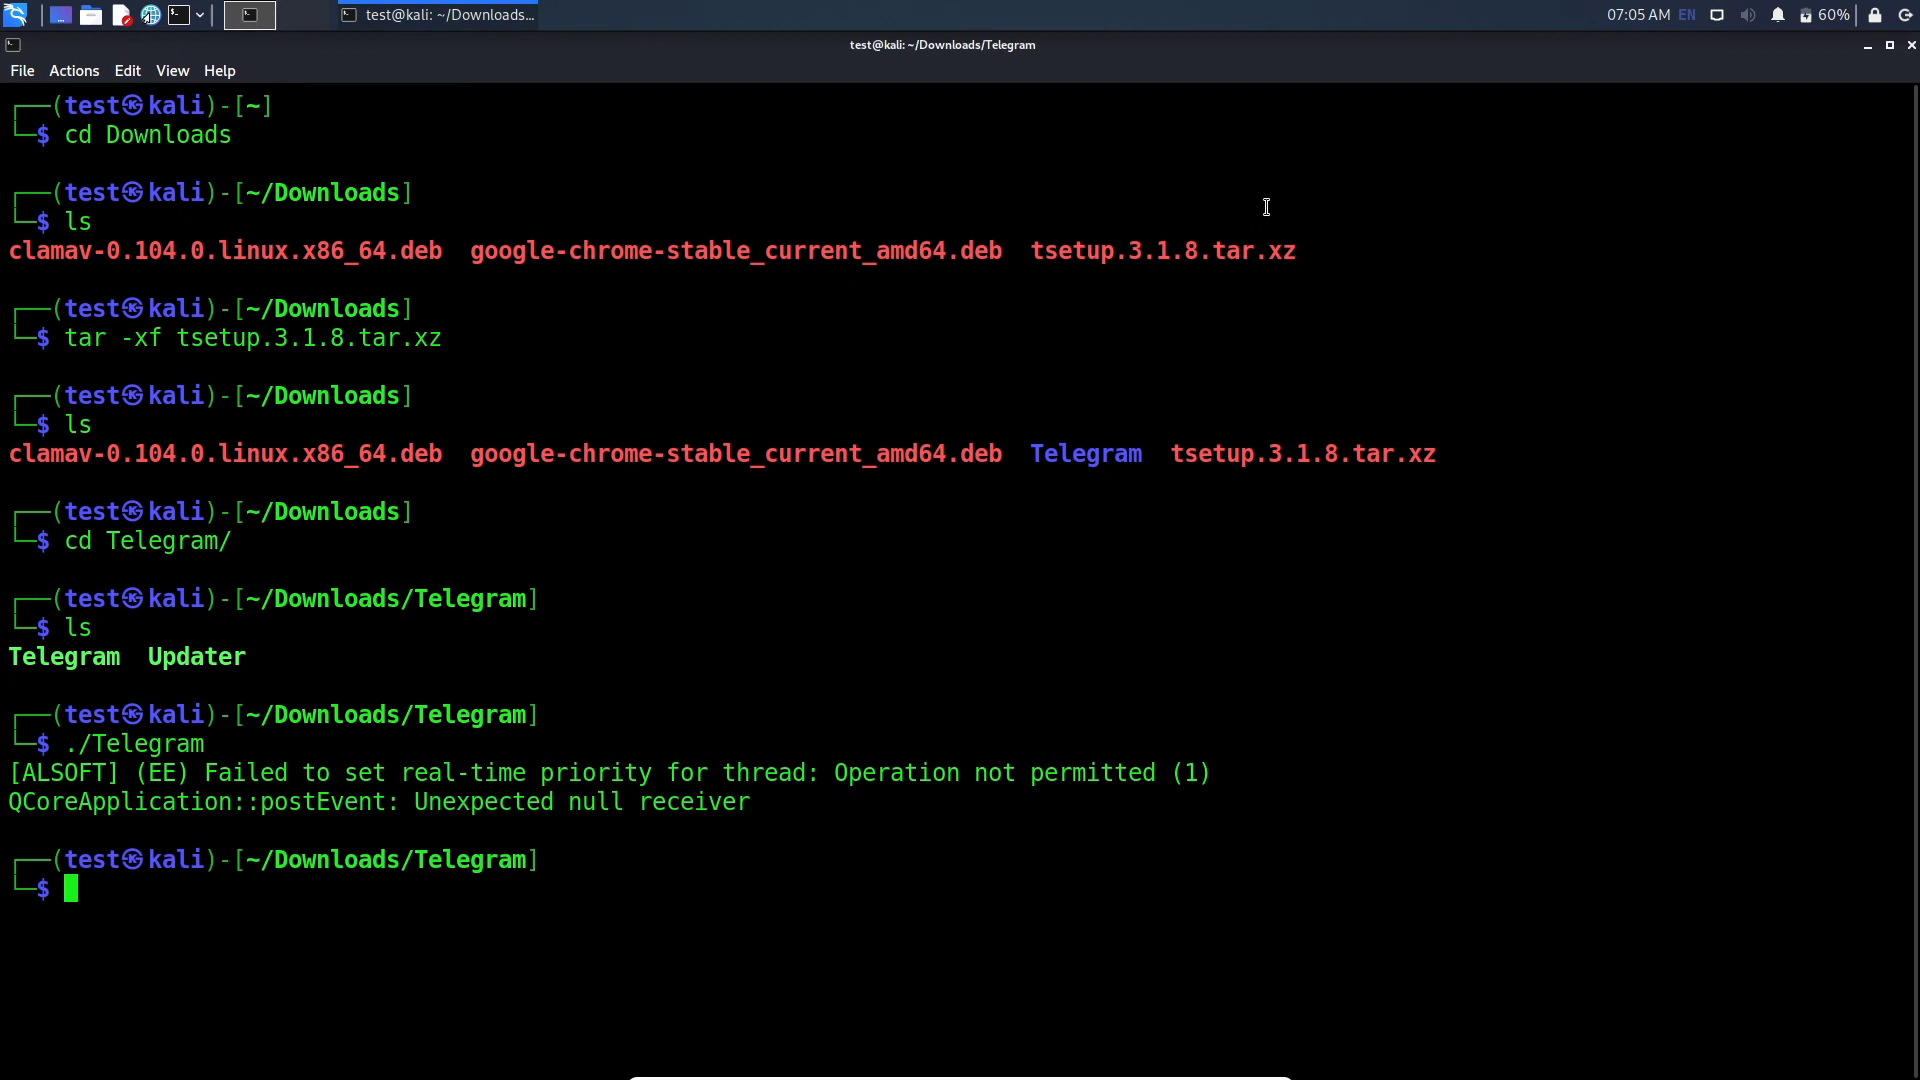 test@kali: ~/Downloads...
07:05 AM EN 60%
test@kali: ~/Downloads/Telegram
File Actions Edit View Help
┌──(test㉿kali)-[~]
└─$ cd Downloads
┌──(test㉿kali)-[~/Downloads]
└─$ ls
clamav-0.104.0.linux.x86_64.deb  google-chrome-stable_current_amd64.deb  tsetup.3.1.8.tar.xz
┌──(test㉿kali)-[~/Downloads]
└─$ tar -xf tsetup.3.1.8.tar.xz
┌──(test㉿kali)-[~/Downloads]
└─$ ls
clamav-0.104.0.linux.x86_64.deb  google-chrome-stable_current_amd64.deb  Telegram  tsetup.3.1.8.tar.xz
┌──(test㉿kali)-[~/Downloads]
└─$ cd Telegram/
┌──(test㉿kali)-[~/Downloads/Telegram]
└─$ ls
Telegram  Updater
┌──(test㉿kali)-[~/Downloads/Telegram]
└─$ ./Telegram
[ALSOFT] (EE) Failed to set real-time priority for thread: Operation not permitted (1)
QCoreApplication::postEvent: Unexpected null receiver
┌──(test㉿kali)-[~/Downloads/Telegram]
└─$